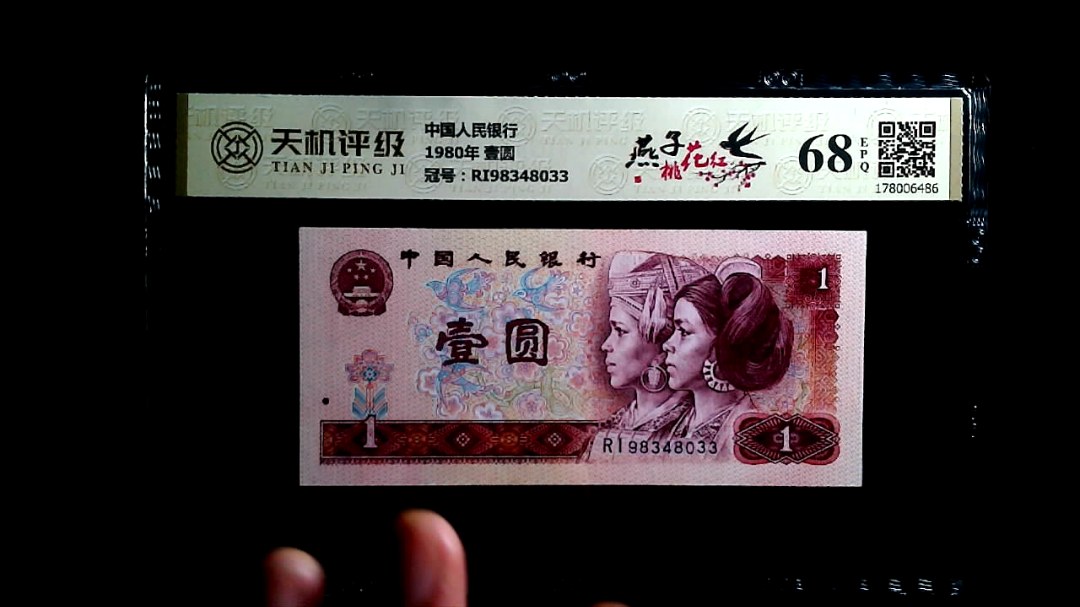 天机评级
TIAN JI PING JI
中国人民银行
1980年 壹圆
冠号：RI98348033
燕子
桃花红
68
EPQ
178006486
中国人民银行
1
壹圆
1
RI98348033
1